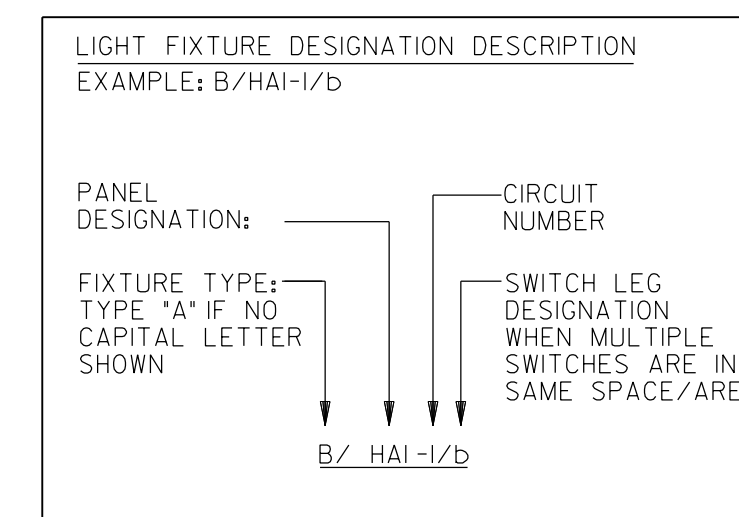 LIGHT FIXTURE DESIGNATION DESCRIPTION
EXAMPLE: B/HA1-1/b
PANEL
DESIGNATION:
CIRCUIT
NUMBER
FIXTURE TYPE:
TYPE "A" IF NO
CAPITAL LETTER
SHOWN
SWITCH LEG
DESIGNATION
WHEN MULTIPLE
SWITCHES ARE IN
SAME SPACE/ARE
B/ HA1-1/b